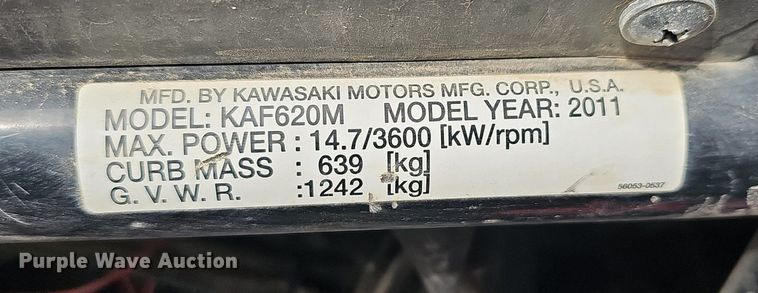 MFD. BY KAWASAKI MOTORS MFG. CORP., U.S.A.
MODEL: KAF620M MODEL YEAR: 2011
MAX. POWER : 14.7/3600 [kW/rpm]
CURB MASS : 639 [kg]
G. V. W. R. :1242 [kg]
56053-0537
Purple Wave Auction